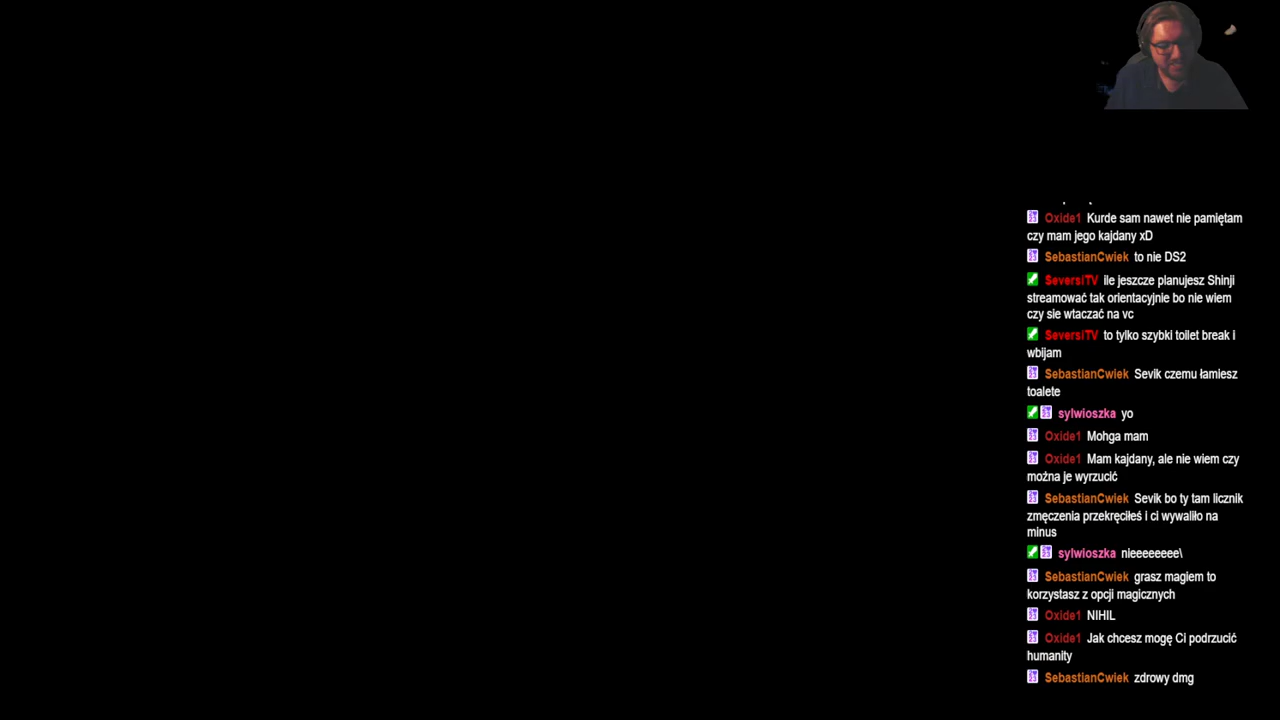 Oxide1 Kurde sam nawet nie pamiętam
czy mam jego kajdany xD
SebastianCwiek to nie DS2
SeversiTV ile jeszcze planujesz Shinji
streamować tak orientacyjnie bo nie wiem
czy sie wtaczać na vc
SeversiTV to tylko szybki toilet break i
wbijam
SebastianCwiek Sevik czemu łamiesz
toalete
sylwioszka yo
Oxide1 Mohga mam
Oxide1 Mam kajdany, ale nie wiem czy
można je wyrzucić
SebastianCwiek Sevik bo ty tam licznik
zmęczenia przekręciłeś i ci wywaliło na
minus
sylwioszka nieeeeeeee\
SebastianCwiek grasz magiem to
korzystasz z opcji magicznych
Oxide1 NIHIL
Oxide1 Jak chcesz mogę Ci podrzucić
humanity
SebastianCwiek zdrowy dmg